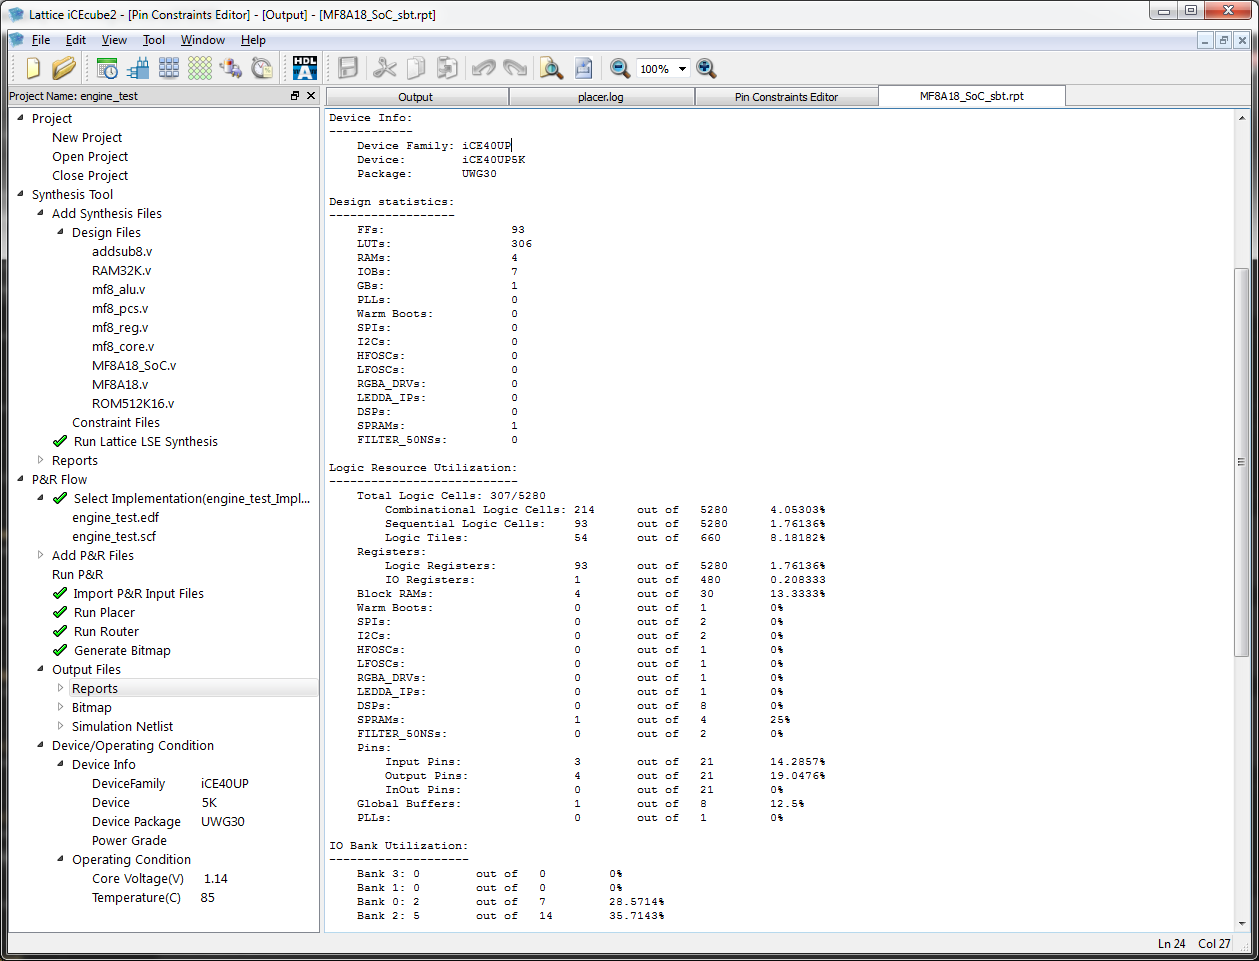 Lattice iCEcube2 - [Pin Constraints Editor] - [Output] - [MF8A18_SoC_sbt.rpt]
File Edit View Tool Window Help
HDL A
100%
Project Name: engine_test
Output placer.log Pin Constraints Editor MF8A18_SoC_sbt.rpt
Project
New Project
Open Project
Close Project
Synthesis Tool
Add Synthesis Files
Design Files
addsub8.v
RAM32K.v
mf8_alu.v
mf8_pcs.v
mf8_reg.v
mf8_core.v
MF8A18_SoC.v
MF8A18.v
ROM512K16.v
Constraint Files
Run Lattice LSE Synthesis
Reports
P&R Flow
Select Implementation(engine_test_Impl...
engine_test.edf
engine_test.scf
Add P&R Files
Run P&R
Import P&R Input Files
Run Placer
Run Router
Generate Bitmap
Output Files
Reports
Bitmap
Simulation Netlist
Device/Operating Condition
Device Info
DeviceFamily iCE40UP
Device 5K
Device Package UWG30
Power Grade
Operating Condition
Core Voltage(V) 1.14
Temperature(C) 85
Device Info:
------------
Device Family: iCE40UP
Device: iCE40UP5K
Package: UWG30
Design statistics:
------------------
FFs: 93
LUTs: 306
RAMs: 4
IOBs: 7
GBs: 1
PLLs: 0
Warm Boots: 0
SPIs: 0
I2Cs: 0
HFOSCs: 0
LFOSCs: 0
RGBA_DRVs: 0
LEDDA_IPs: 0
DSPs: 0
SPRAMs: 1
FILTER_50NSs: 0
Logic Resource Utilization:
---------------------------
Total Logic Cells: 307/5280
Combinational Logic Cells: 214 out of 5280 4.05303%
Sequential Logic Cells: 93 out of 5280 1.76136%
Logic Tiles: 54 out of 660 8.18182%
Registers:
Logic Registers: 93 out of 5280 1.76136%
IO Registers: 1 out of 480 0.208333
Block RAMs: 4 out of 30 13.3333%
Warm Boots: 0 out of 1 0%
SPIs: 0 out of 2 0%
I2Cs: 0 out of 2 0%
HFOSCs: 0 out of 1 0%
LFOSCs: 0 out of 1 0%
RGBA_DRVs: 0 out of 1 0%
LEDDA_IPs: 0 out of 1 0%
DSPs: 0 out of 8 0%
SPRAMs: 1 out of 4 25%
FILTER_50NSs: 0 out of 2 0%
Pins:
Input Pins: 3 out of 21 14.2857%
Output Pins: 4 out of 21 19.0476%
InOut Pins: 0 out of 21 0%
Global Buffers: 1 out of 8 12.5%
PLLs: 0 out of 1 0%
IO Bank Utilization:
--------------------
Bank 3: 0 out of 0 0%
Bank 1: 0 out of 0 0%
Bank 0: 2 out of 7 28.5714%
Bank 2: 5 out of 14 35.7143%
Ln 24 Col 27